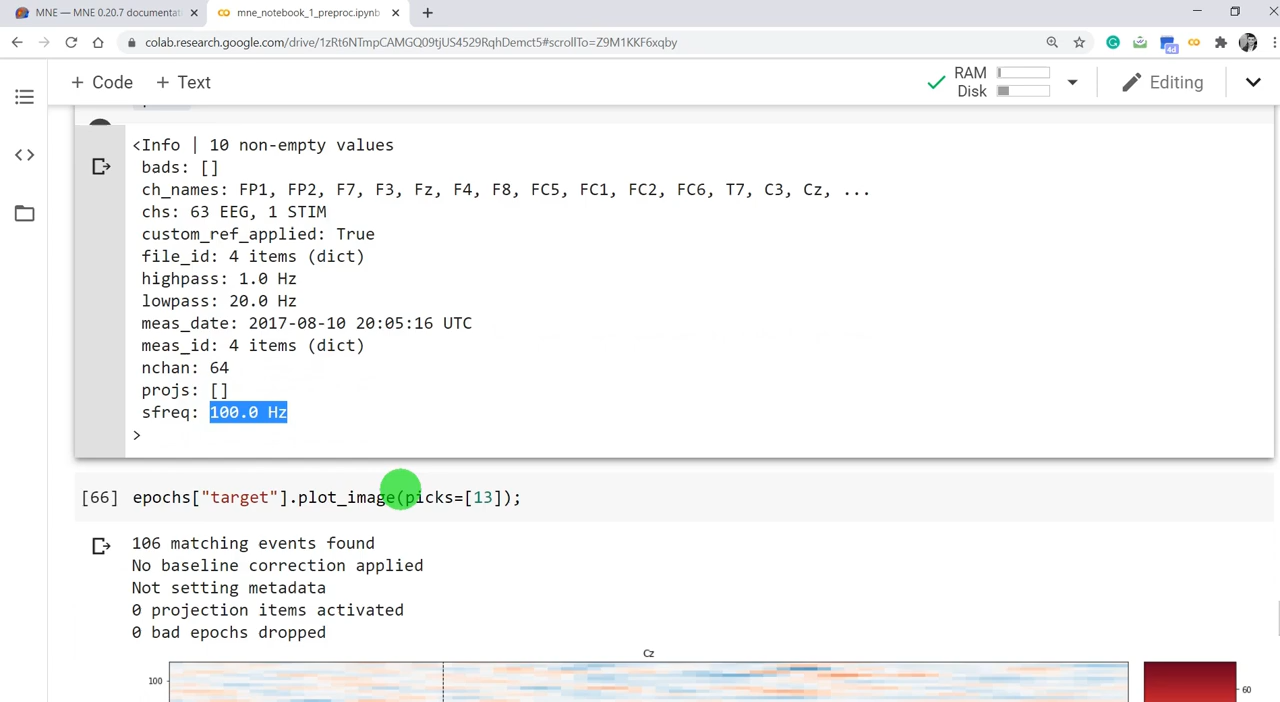 MNE — MNE 0.20.7 documentat
mne_notebook_1_preproc.ipynb
colab.research.google.com/drive/1zRt6NTmpCAMGQ09tiUS4529RqhDemct5#scrollTo=Z9M1KKF6xqby
4d
+ Code + Text
RAM
Disk
Editing
<Info | 10 non-empty values
bads: []
ch_names: FP1, FP2, F7, F3, Fz, F4, F8, FC5, FC1, FC2, FC6, T7, C3, Cz, ...
chs: 63 EEG, 1 STIM
custom_ref_applied: True
file_id: 4 items (dict)
highpass: 1.0 Hz
lowpass: 20.0 Hz
meas_date: 2017-08-10 20:05:16 UTC
meas_id: 4 items (dict)
nchan: 64
projs: []
sfreq: 100.0 Hz
>
[66] epochs["target"].plot_image(picks=[13]);
106 matching events found
No baseline correction applied
Not setting metadata
0 projection items activated
0 bad epochs dropped
Cz
100
60